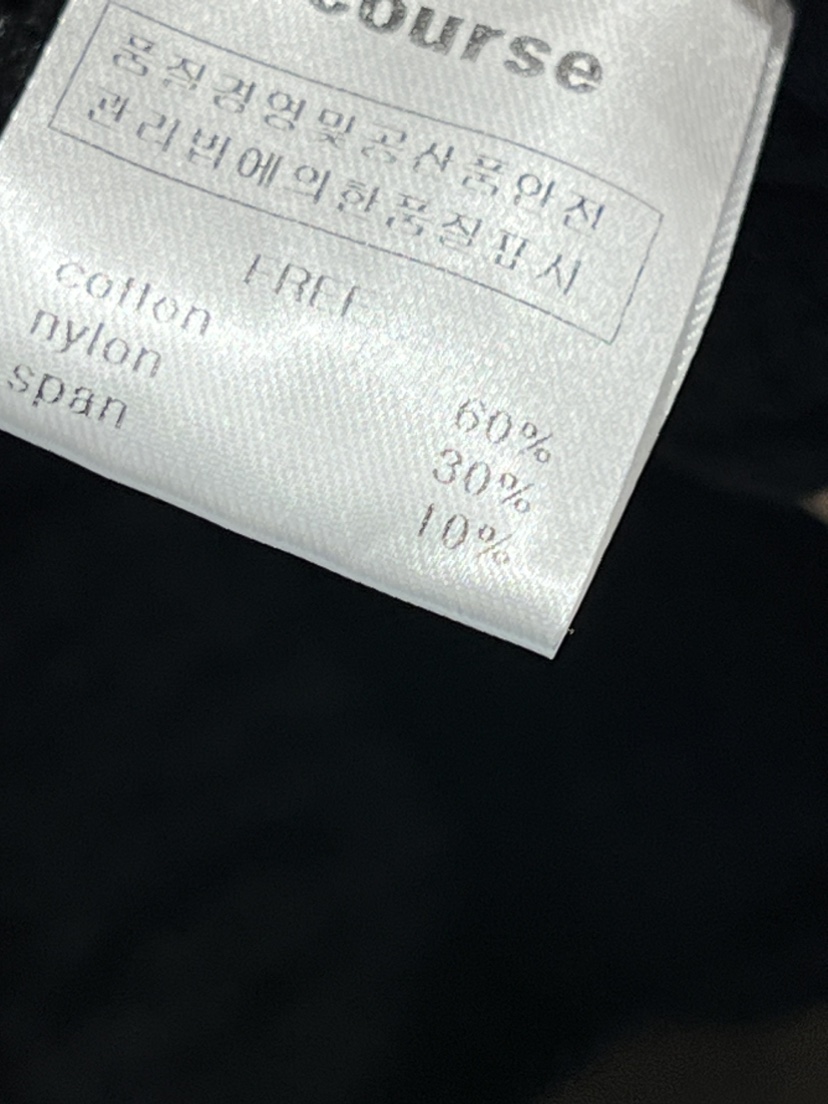 course
품질경영및공산품안전
관리법에의한품질표시
FREE
cotton 60%
nylon 30%
span 10%